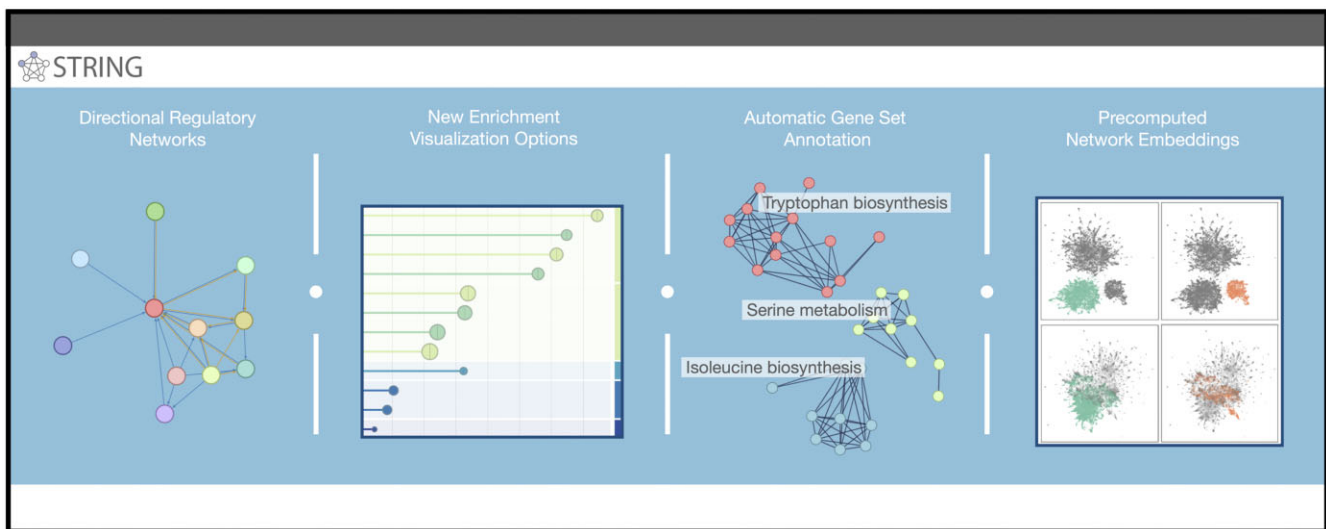 STRING
Directional Regulatory
Networks
New Enrichment
Visualization Options
Automatic Gene Set
Annotation
Precomputed
Network Embeddings
Tryptophan biosynthesis
Serine metabolism
Isoleucine biosynthesis